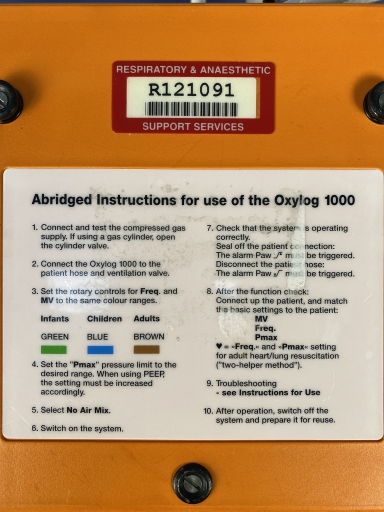 RESPIRATORY & ANAESTHETIC
R121091
SUPPORT SERVICES
Abridged Instructions for use of the Oxylog 1000
1. Connect and test the compressed gas
supply. If using a gas cylinder, open
the cylinder valve.
2. Connect the Oxylog 1000 to the
patient hose and ventilation valve.
3. Set the rotary controls for Freq. and
MV to the same colour ranges.
Infants Children Adults
GREEN BLUE BROWN
4. Set the "Pmax" pressure limit to the
desired range. When using PEEP,
the setting must be increased
accordingly.
5. Select No Air Mix.
6. Switch on the system.
7. Check that the system is operating
correctly.
Seal off the patient connection:
The alarm Paw must be triggered.
Disconnect the patient hose:
The alarm Paw must be triggered.
8. After the function check:
Connect up the patient, and match
the basic settings to the patient:
MV
Freq.
Pmax
♥ = »Freq.« and »Pmax« setting
for adult heart/lung resuscitation
("two-helper method").
9. Troubleshooting
- see Instructions for Use
10. After operation, switch off the
system and prepare it for reuse.